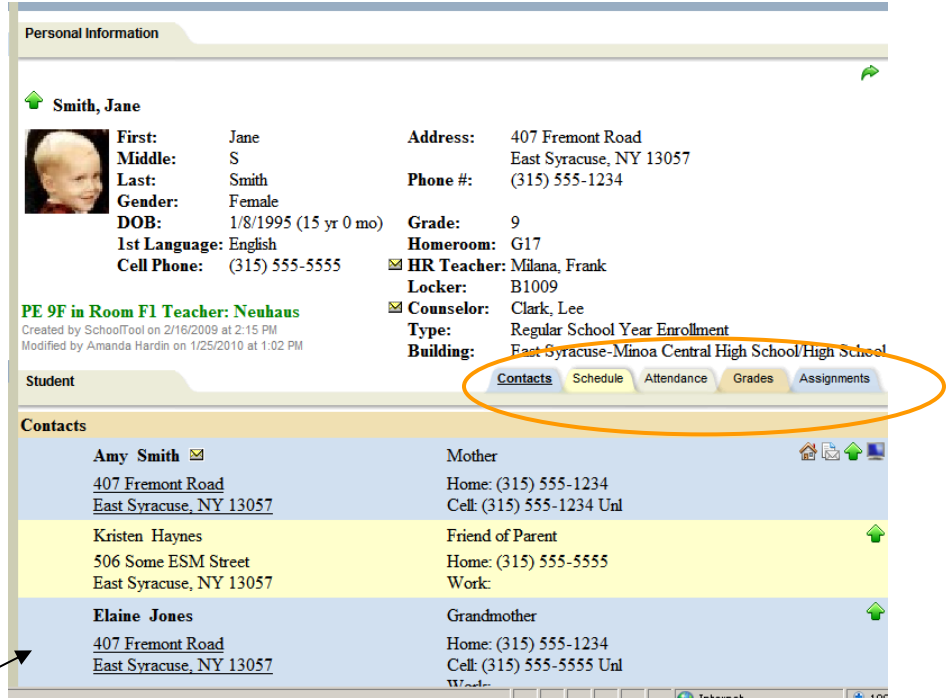 Personal Information
Smith, Jane
First: Jane
Middle: S
Last: Smith
Gender: Female
DOB: 1/8/1995 (15 yr 0 mo)
1st Language: English
Cell Phone: (315) 555-5555
Address: 407 Fremont Road
East Syracuse, NY 13057
Phone #: (315) 555-1234
Grade: 9
Homeroom: G17
HR Teacher: Milana, Frank
Locker: B1009
Counselor: Clark, Lee
Type: Regular School Year Enrollment
Building: East Syracuse-Minoa Central High School/High School
PE 9F in Room F1 Teacher: Neuhaus
Created by SchoolTool on 2/16/2009 at 2:15 PM
Modified by Amanda Hardin on 1/25/2010 at 1:02 PM
Student
Contacts Schedule Attendance Grades Assignments
Contacts
Amy Smith Mother
407 Fremont Road Home: (315) 555-1234
East Syracuse, NY 13057 Cell: (315) 555-1234 Unl
Kristen Haynes Friend of Parent
506 Some ESM Street Home: (315) 555-5555
East Syracuse, NY 13057 Work:
Elaine Jones Grandmother
407 Fremont Road Home: (315) 555-1234
East Syracuse, NY 13057 Cell: (315) 555-5555 Unl
Work: